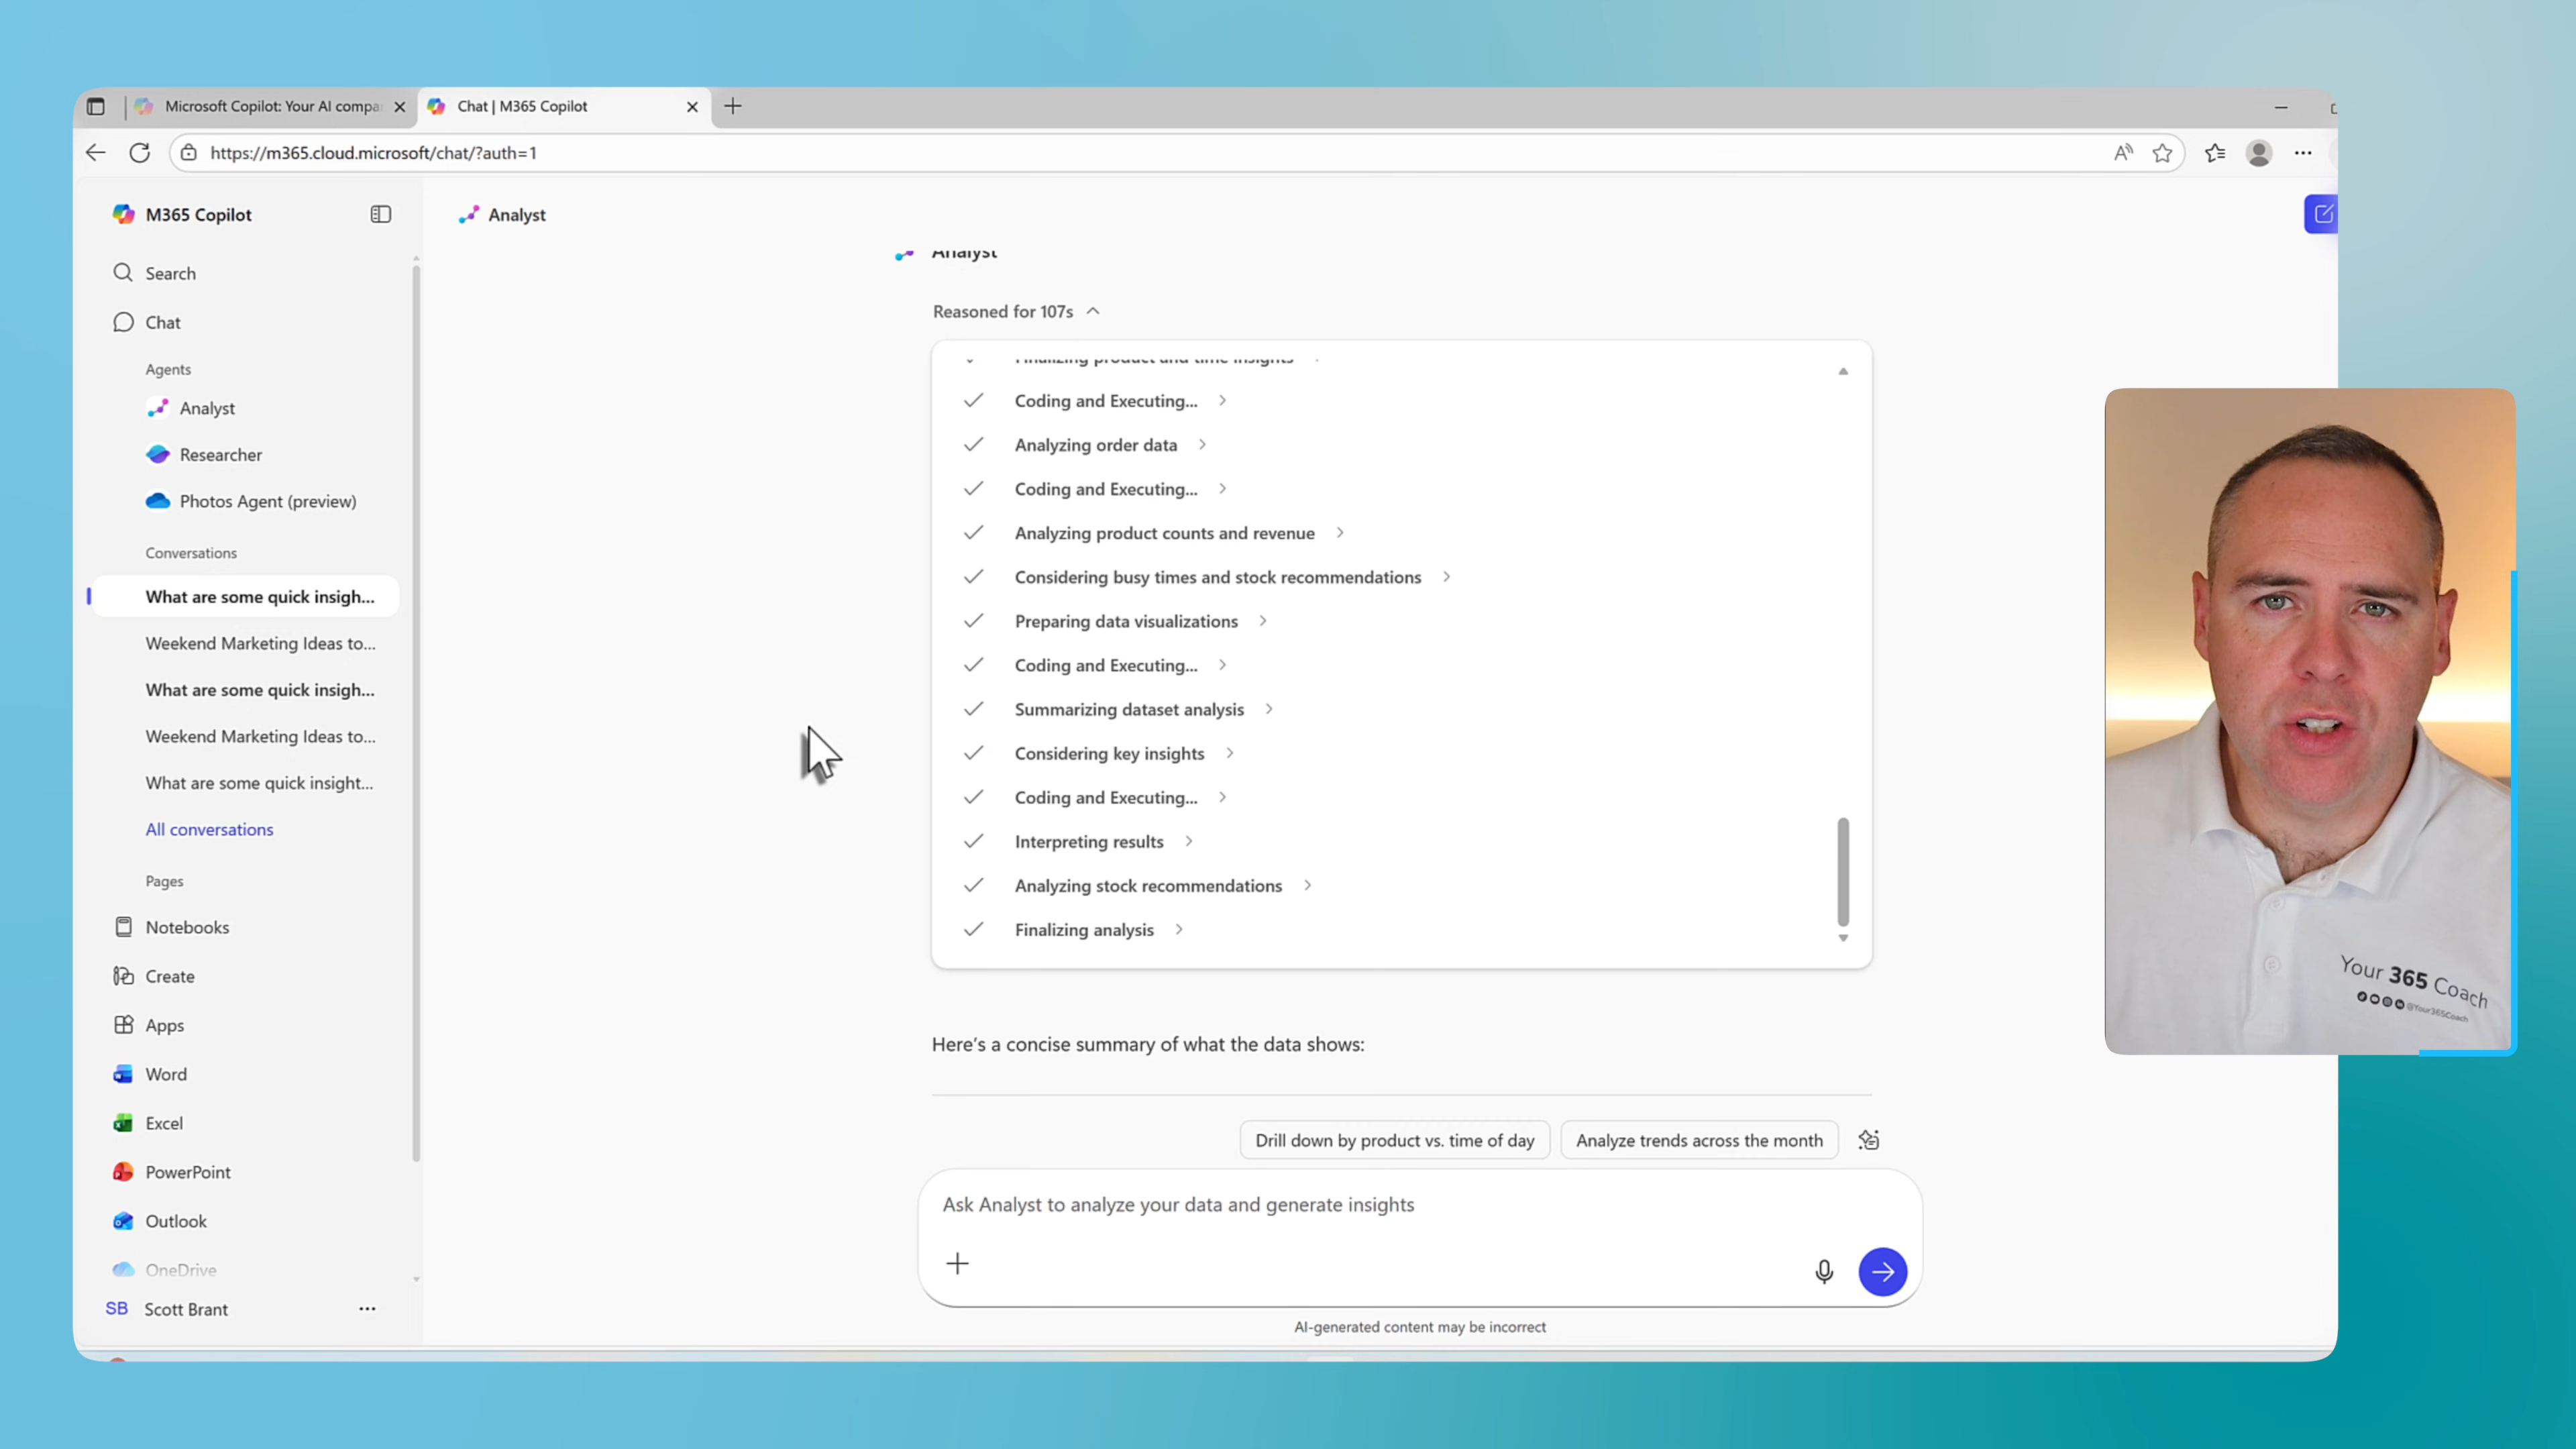 Microsoft Copilot: Your AI compa
Chat | M365 Copilot
https://m365.cloud.microsoft/chat/?auth=1
M365 Copilot
Analyst
Search
Chat
Agents
Analyst
Researcher
Photos Agent (preview)
Conversations
What are some quick insigh...
Weekend Marketing Ideas to...
What are some quick insigh...
Weekend Marketing Ideas to...
What are some quick insight...
All conversations
Pages
Notebooks
Create
Apps
Word
Excel
PowerPoint
Outlook
OneDrive
SB Scott Brant
Analyst
Reasoned for 107s
Finalizing product and time insights
Coding and Executing...
Analyzing order data
Coding and Executing...
Analyzing product counts and revenue
Considering busy times and stock recommendations
Preparing data visualizations
Coding and Executing...
Summarizing dataset analysis
Considering key insights
Coding and Executing...
Interpreting results
Analyzing stock recommendations
Finalizing analysis
Here's a concise summary of what the data shows:
Drill down by product vs. time of day
Analyze trends across the month
Ask Analyst to analyze your data and generate insights
AI-generated content may be incorrect
Your 365 Coach
@Your365Coach